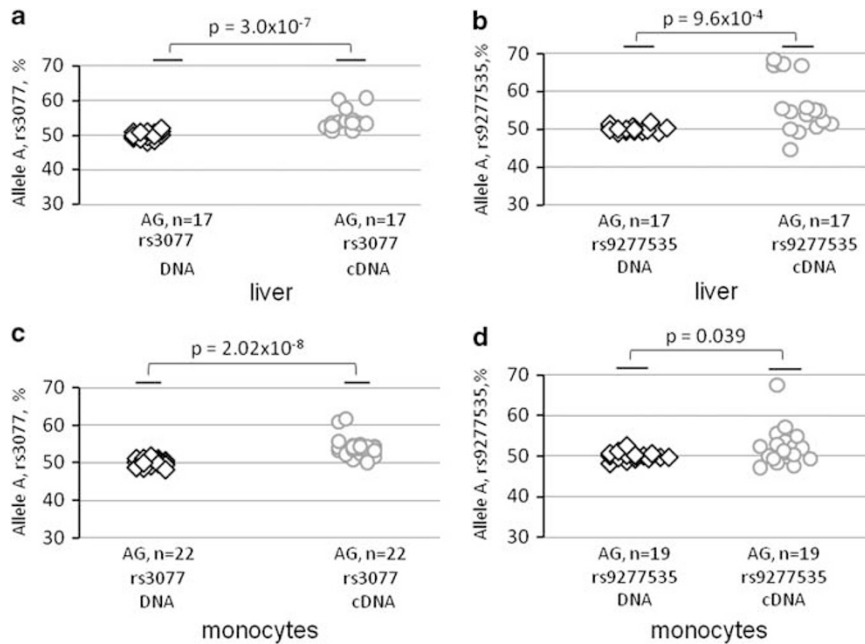 a
p = 3.0x10-7
Allele A, rs3077, %
70
60
50
40
30
AG, n=17 AG, n=17
rs3077 rs3077
DNA cDNA
liver
b
p = 9.6x10-4
Allele A, rs9277535,%
70
60
50
40
30
AG, n=17 AG, n=17
rs9277535 rs9277535
DNA cDNA
liver
c
p = 2.02x10-8
Allele A, rs3077, %
70
60
50
40
30
AG, n=22 AG, n=22
rs3077 rs3077
DNA cDNA
monocytes
d
p = 0.039
Allele A, rs9277535,%
70
60
50
40
30
AG, n=19 AG, n=19
rs9277535 rs9277535
DNA cDNA
monocytes